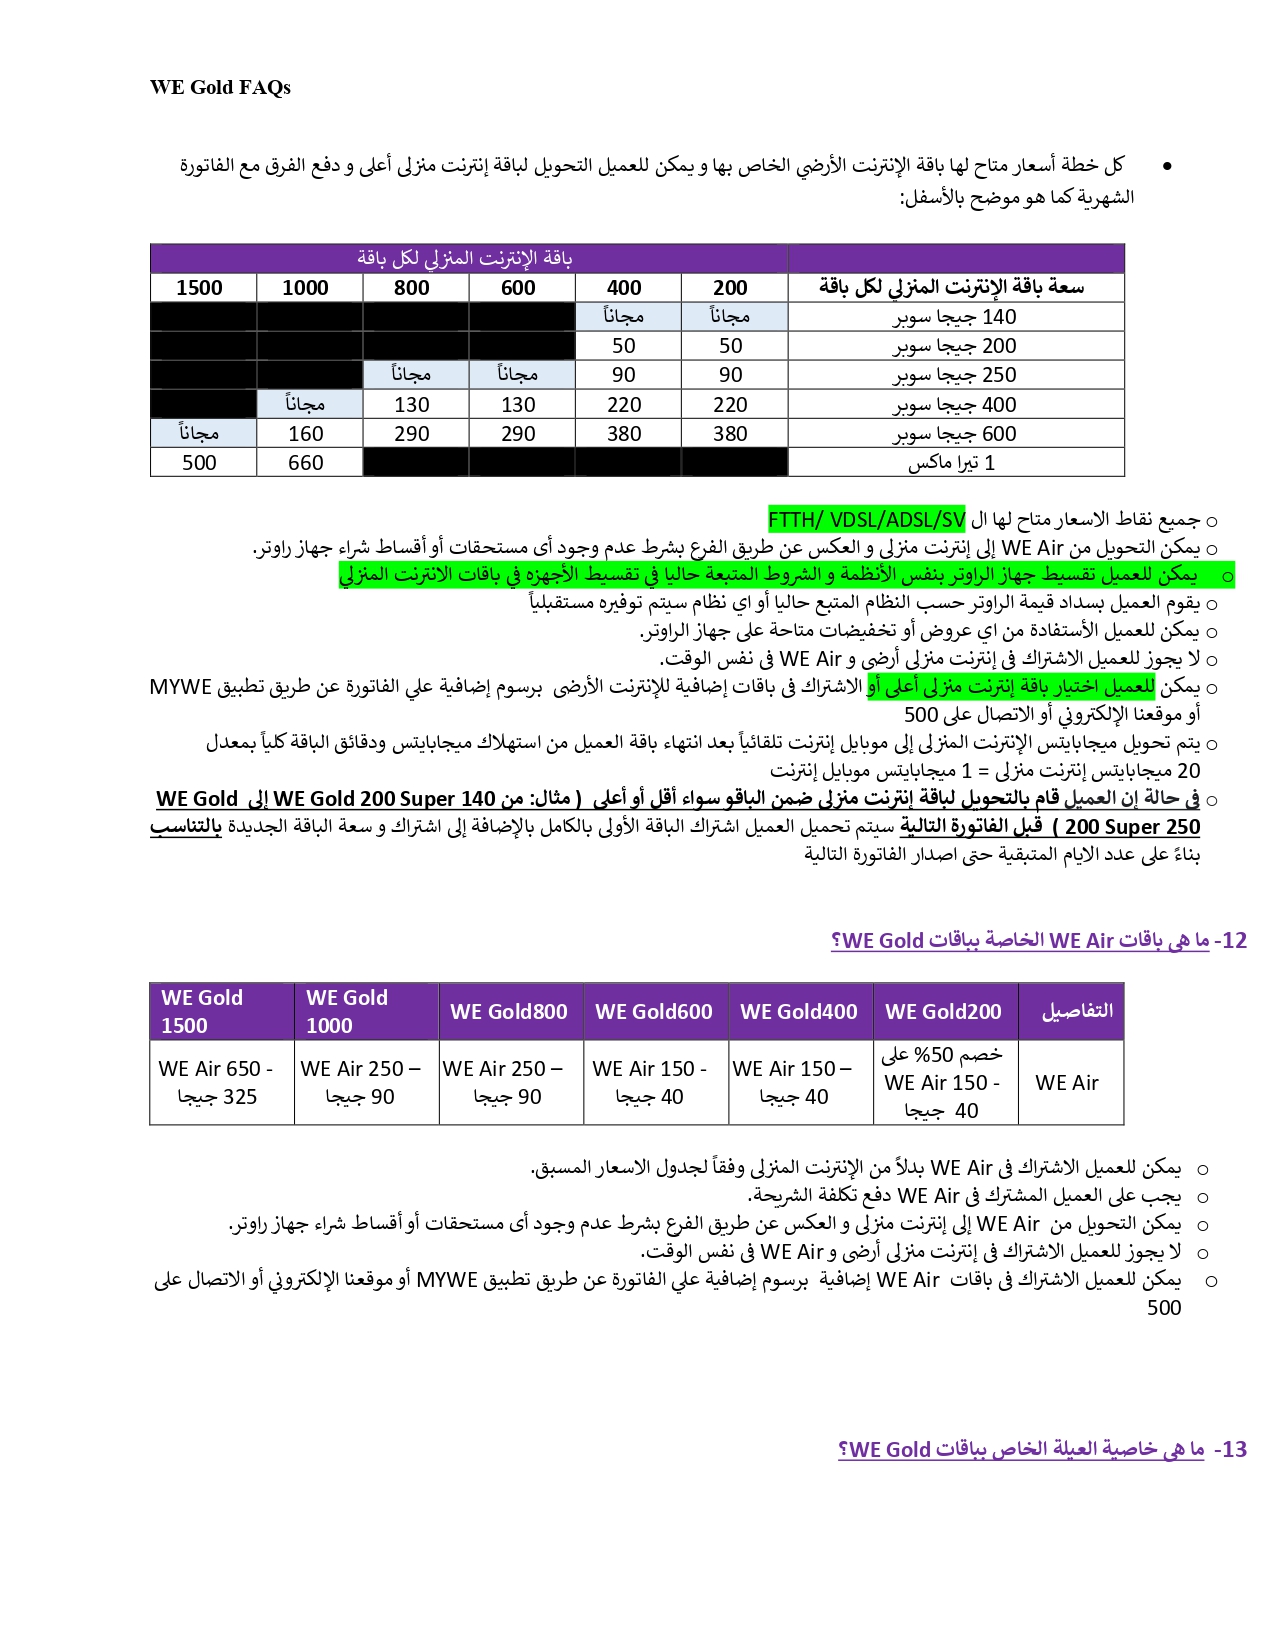 WE Gold FAQs
• كل خطة أسعار متاح لها باقة الإنترنت الأرضي الخاص بها و يمكن للعميل التحويل لباقة إنترنت منزلى أعلى و دفع الفرق مع الفاتورة
الشهرية كما هو موضح بالأسفل:
باقة الإنترنت المنزلي لكل باقة
سعة باقة الإنترنت المنزلي لكل باقة 200 400 600 800 1000 1500
140 جيجا سوبر مجاناً مجاناً
200 جيجا سوبر 50 50
250 جيجا سوبر 90 90 مجاناً مجاناً
400 جيجا سوبر 220 220 130 130 مجاناً
600 جيجا سوبر 380 380 290 290 160 مجاناً
1 تيرا ماكس 660 500
o جميع نقاط الاسعار متاح لها ال FTTH/ VDSL/ADSL/SV
o يمكن التحويل من WE Air إلى إنترنت منزلى و العكس عن طريق الفرع بشرط عدم وجود أى مستحقات أو أقساط شراء جهاز راوتر.
o يمكن للعميل تقسيط جهاز الراوتر بنفس الأنظمة و الشروط المتبعة حاليا في تقسيط الأجهزه في باقات الانترنت المنزلي
o يقوم العميل بسداد قيمة الراوتر حسب النظام المتبع حاليا أو اي نظام سيتم توفيره مستقبلياً
o يمكن للعميل الأستفادة من اي عروض أو تخفيضات متاحة على جهاز الراوتر.
o لا يجوز للعميل الاشتراك فى إنترنت منزلى أرضى و WE Air فى نفس الوقت.
o يمكن للعميل اختيار باقة إنترنت منزلى أعلى أو الاشتراك فى باقات إضافية للإنترنت الأرضى برسوم إضافية علي الفاتورة عن طريق تطبيق MYWE
أو موقعنا الإلكتروني أو الاتصال على 500
o يتم تحويل ميجابايتس الإنترنت المنزلى إلى موبايل إنترنت تلقائياً بعد انتهاء باقة العميل من استهلاك ميجابايتس ودقائق الباقة كلياً بمعدل
20 ميجابايتس إنترنت منزلى = 1 ميجابايتس موبايل إنترنت
o فى حالة إن العميل قام بالتحويل لباقة إنترنت منزلى ضمن الباقو سواء أقل أو أعلى ( مثال: من WE Gold 200 Super 140 إلى WE Gold
200 Super 250 ) قبل الفاتورة التالية سيتم تحميل العميل اشتراك الباقة الأولى بالكامل بالإضافة إلى اشتراك و سعة الباقة الجديدة بالتناسب
بناءً على عدد الايام المتبقية حتى اصدار الفاتورة التالية
12- ما هى باقات WE Air الخاصة بباقات WE Gold؟
التفاصيل WE Gold200 WE Gold400 WE Gold600 WE Gold800 WE Gold 1000 WE Gold 1500
WE Air خصم 50% على WE Air 150 - 40 جيجا WE Air 150 – 40 جيجا WE Air 150 - 40 جيجا WE Air 250 – 90 جيجا WE Air 250 – 90 جيجا WE Air 650 - 325 جيجا
o يمكن للعميل الاشتراك فى WE Air بدلاً من الإنترنت المنزلى وفقاً لجدول الاسعار المسبق.
o يجب على العميل المشترك فى WE Air دفع تكلفة الشريحة.
o يمكن التحويل من WE Air إلى إنترنت منزلى و العكس عن طريق الفرع بشرط عدم وجود أى مستحقات أو أقساط شراء جهاز راوتر.
o لا يجوز للعميل الاشتراك فى إنترنت منزلى أرضى و WE Air فى نفس الوقت.
o يمكن للعميل الاشتراك فى باقات WE Air إضافية برسوم إضافية علي الفاتورة عن طريق تطبيق MYWE أو موقعنا الإلكتروني أو الاتصال على
500
13- ما هى خاصية العيلة الخاص بباقات WE Gold؟